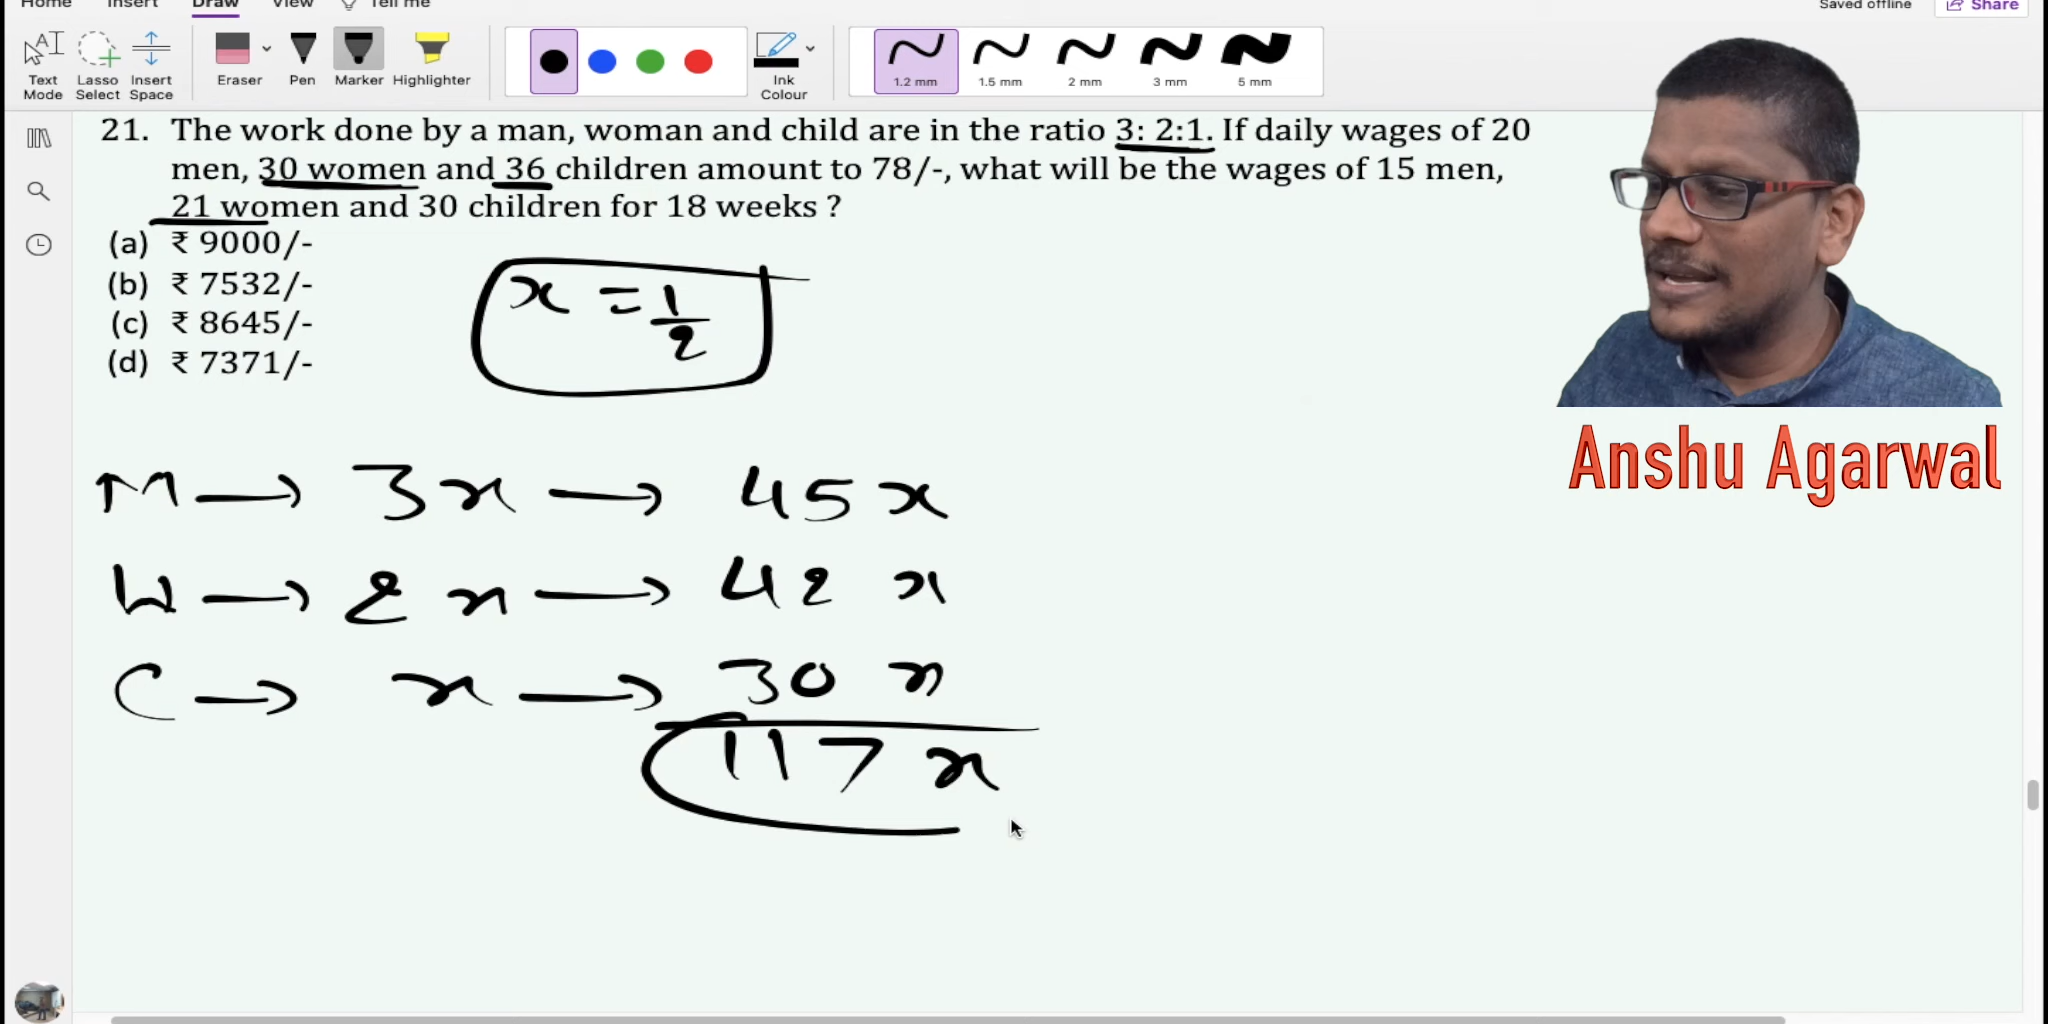 Home Insert Draw View Tell me Saved offline Share
Text Mode Lasso Select Insert Space Eraser Pen Marker Highlighter Ink Colour 1.2 mm 1.5 mm 2 mm 3 mm 5 mm
21. The work done by a man, woman and child are in the ratio 3: 2:1. If daily wages of 20
men, 30 women and 36 children amount to 78/-, what will be the wages of 15 men,
21 women and 30 children for 18 weeks ?
(a) ₹ 9000/-
(b) ₹ 7532/-
(c) ₹ 8645/-
(d) ₹ 7371/-
x = 1/2
Anshu Agarwal
M → 3x → 45x
W → 2x → 42x
C → x → 30x
117x